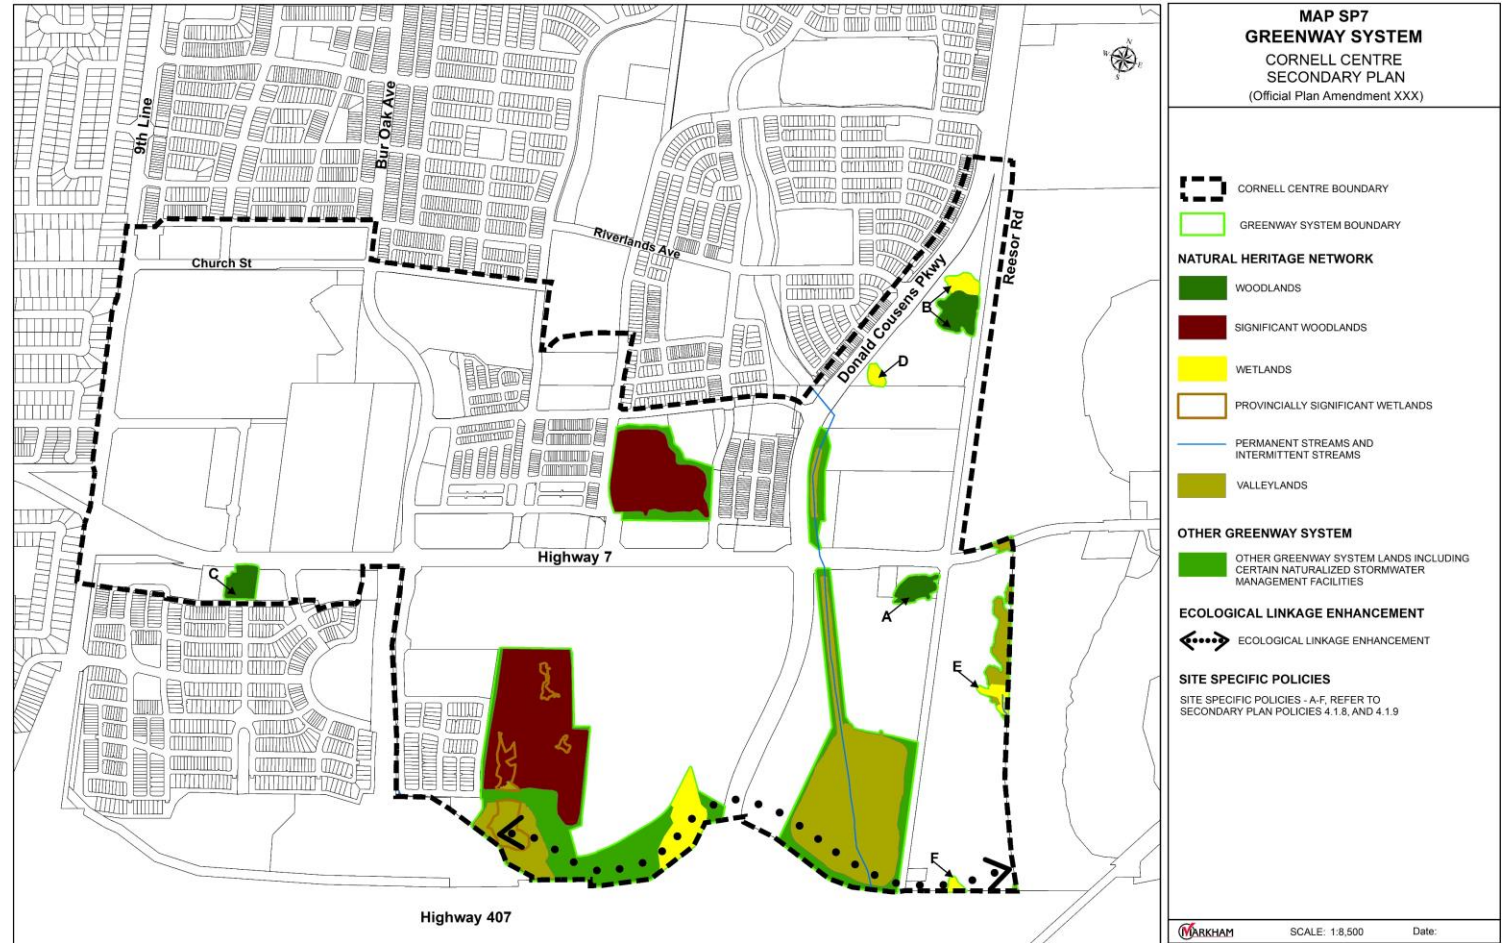 MAP SP7
GREENWAY SYSTEM
CORNELL CENTRE
SECONDARY PLAN
(Official Plan Amendment XXX)
CORNELL CENTRE BOUNDARY
GREENWAY SYSTEM BOUNDARY
NATURAL HERITAGE NETWORK
WOODLANDS
SIGNIFICANT WOODLANDS
WETLANDS
PROVINCIALLY SIGNIFICANT WETLANDS
PERMANENT STREAMS AND
INTERMITTENT STREAMS
VALLEYLANDS
OTHER GREENWAY SYSTEM
OTHER GREENWAY SYSTEM LANDS INCLUDING
CERTAIN NATURALIZED STORMWATER
MANAGEMENT FACILITIES
ECOLOGICAL LINKAGE ENHANCEMENT
ECOLOGICAL LINKAGE ENHANCEMENT
SITE SPECIFIC POLICIES
SITE SPECIFIC POLICIES - A-F, REFER TO
SECONDARY PLAN POLICIES 4.1.8, AND 4.1.9
MARKHAM
SCALE: 1:8,500
Date:
N
W
E
S
9th Line
Bur Oak Ave
Church St
Riverlands Ave
Donald Cousens Pkwy
Reesor Rd
B
D
Highway 7
C
A
E
F
Highway 407